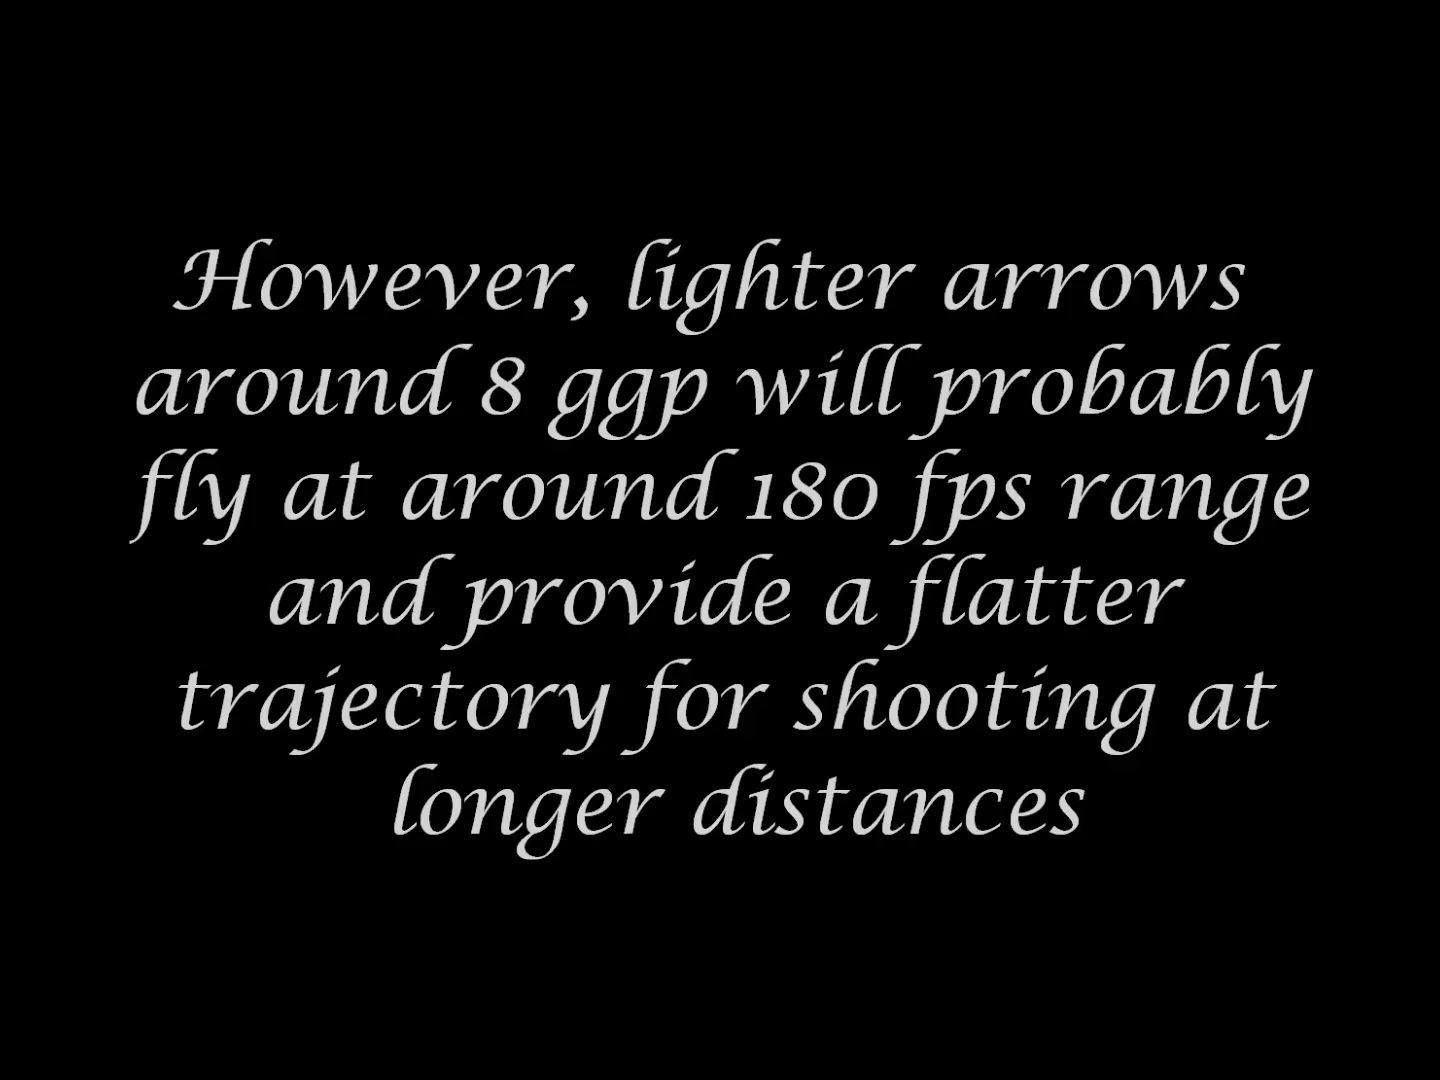 However, lighter arrows
around 8 ggp will probably
fly at around 180 fps range
and provide a flatter
trajectory for shooting at
longer distances